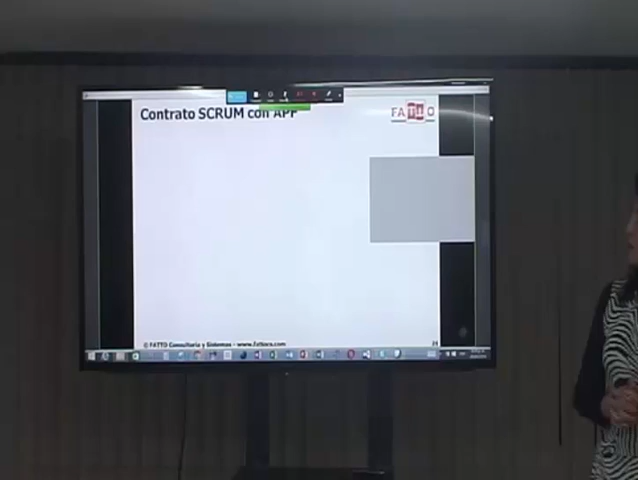 Contrato SCRUM con APF
FATTO
© FATTO Consultoria y Sistemas - www.fattocs.com